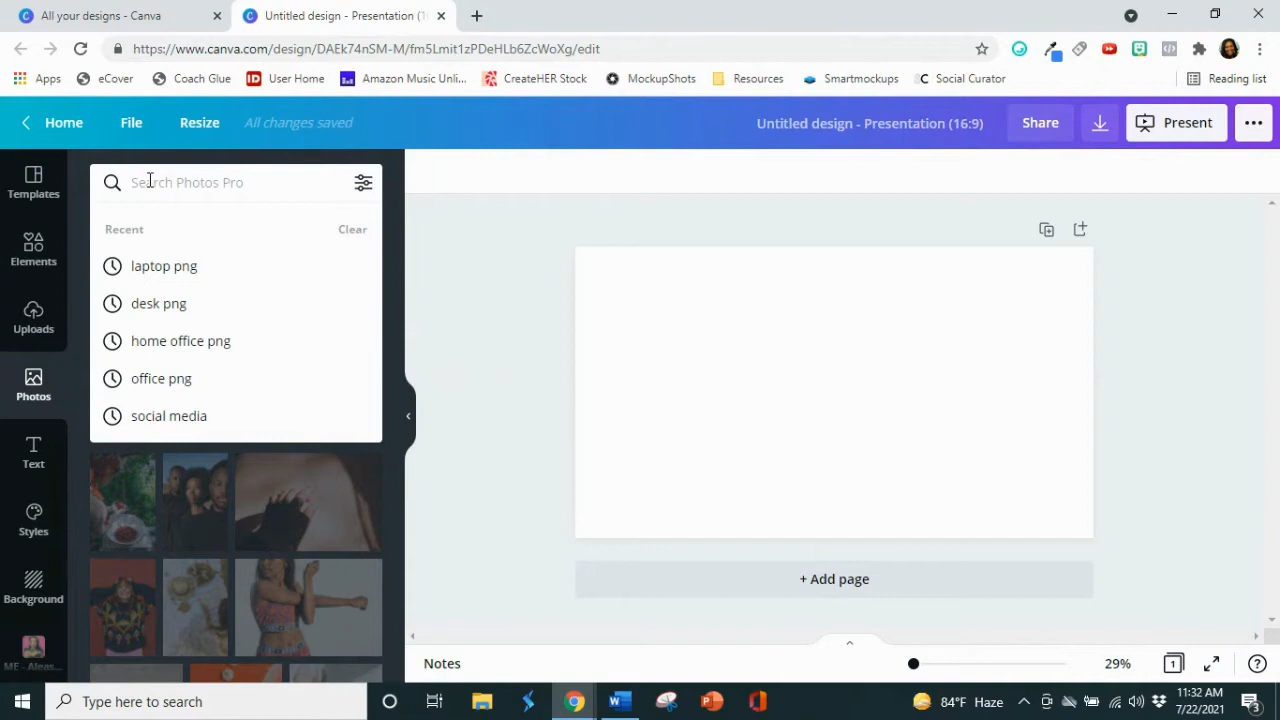 All your designs - Canva
Untitled design - Presentation (1
https://www.canva.com/design/DAEk74nSM-M/fm5Lmit1zPDeHLb6ZcWoXg/edit
Apps
eCover
Coach Glue
User Home
Amazon Music Unli...
CreateHER Stock
MockupShots
Resources
Smartmockups
Social Curator
Reading list
Home
File
Resize
All changes saved
Untitled design - Presentation (16:9)
Share
Present
Templates
Elements
Uploads
Photos
Text
Styles
Background
ME - Aleas...
Search Photos Pro
Recent
Clear
laptop png
desk png
home office png
office png
social media
+ Add page
Notes
29%
1
Type here to search
84°F Haze
11:32 AM
7/22/2021
3